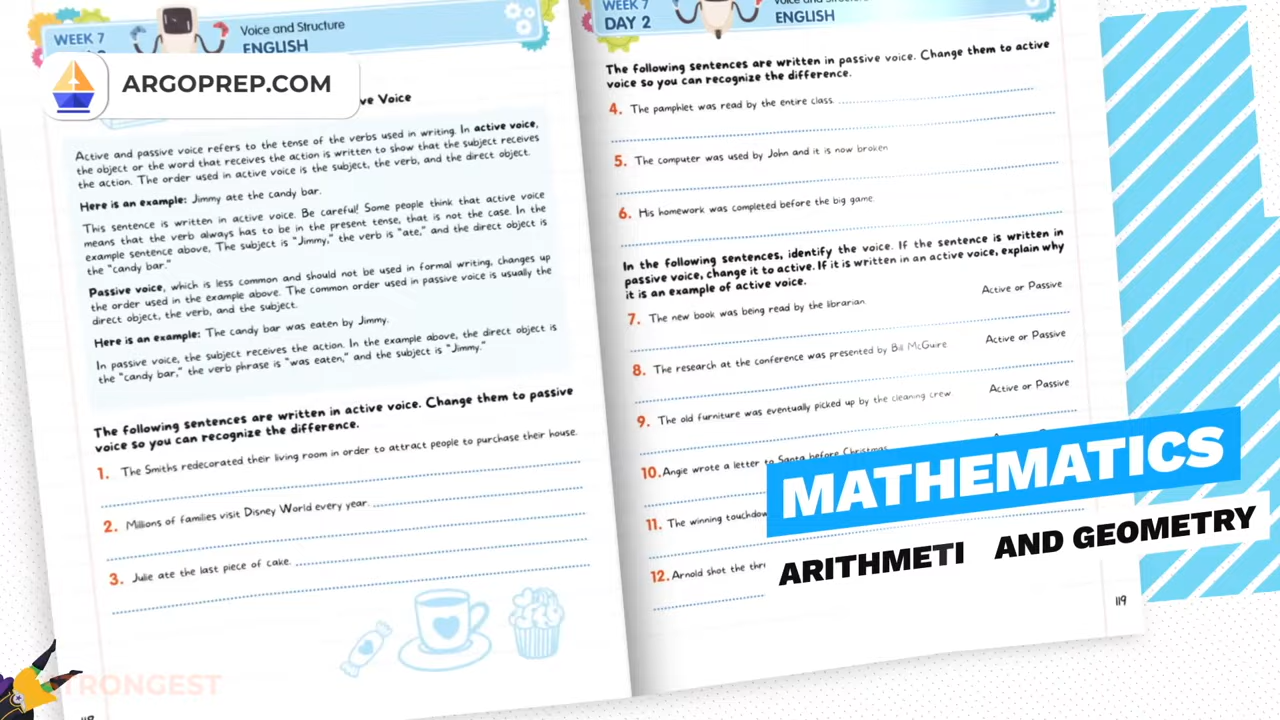 WEEK 7
Voice and Structure
ENGLISH
ARGOPREP.COM
ve Voice
Active and passive voice refers to the tense of the verbs used in writing. In active voice,
the object or the word that receives the action is written to show that the subject receives
the action. The order used in active voice is the subject, the verb, and the direct object.
Here is an example: Jimmy ate the candy bar.
This sentence is written in active voice. Be careful! Some people think that active voice
means that the verb always has to be in the present tense, that is not the case. In the
example sentence above, The subject is "Jimmy," the verb is "ate," and the direct object is
the "candy bar."
Passive voice, which is less common and should not be used in formal writing, changes up
the order used in the example above. The common order used in passive voice is usually the
direct object, the verb, and the subject.
Here is an example: The candy bar was eaten by Jimmy.
In passive voice, the subject receives the action. In the example above, the direct object is
the "candy bar," the verb phrase is "was eaten," and the subject is "Jimmy."
The following sentences are written in active voice. Change them to passive
voice so you can recognize the difference.
1. The Smiths redecorated their living room in order to attract people to purchase their house.
2. Millions of families visit Disney World every year.
3. Julie ate the last piece of cake.
TRONGEST
WEEK 7
DAY 2
ENGLISH
The following sentences are written in passive voice. Change them to active
voice so you can recognize the difference.
4. The pamphlet was read by the entire class.
5. The computer was used by John and it is now broken
6. His homework was completed before the big game.
In the following sentences, identify the voice. If the sentence is written in
passive voice, change it to active. If it is written in an active voice, explain why
it is an example of active voice.
7. The new book was being read by the librarian. Active or Passive
8. The research at the conference was presented by Bill McGuire Active or Passive
9. The old furniture was eventually picked up by the cleaning crew. Active or Passive
10. Angie wrote a letter to Santa before Christmas
11. The winning touchdow
12. Arnold shot the thr
119
MATHEMATICS
ARITHMETI AND GEOMETRY